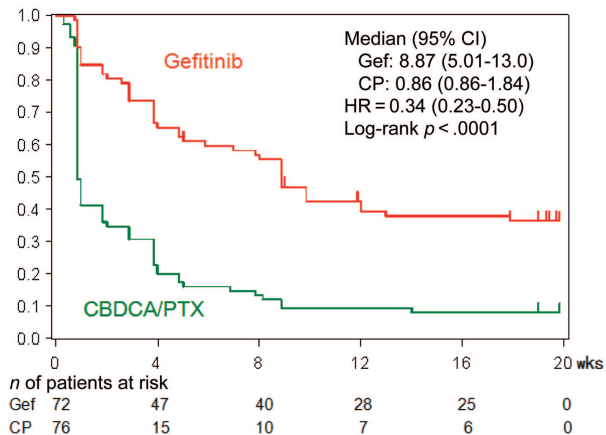 1.0
0.9
0.8
0.7
0.6
0.5
0.4
0.3
0.2
0.1
0.0
Gefitinib
Median (95% CI)
Gef: 8.87 (5.01-13.0)
CP: 0.86 (0.86-1.84)
HR = 0.34 (0.23-0.50)
Log-rank p < .0001
CBDCA/PTX
0 4 8 12 16 20 wks
n of patients at risk
Gef 72 47 40 28 25 0
CP 76 15 10 7 6 0